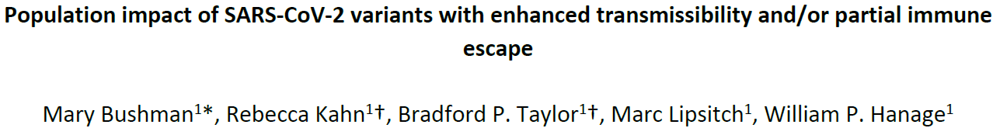 Population impact of SARS-CoV-2 variants with enhanced transmissibility and/or partial immune
escape
Mary Bushman¹*, Rebecca Kahn¹†, Bradford P. Taylor¹†, Marc Lipsitch¹, William P. Hanage¹